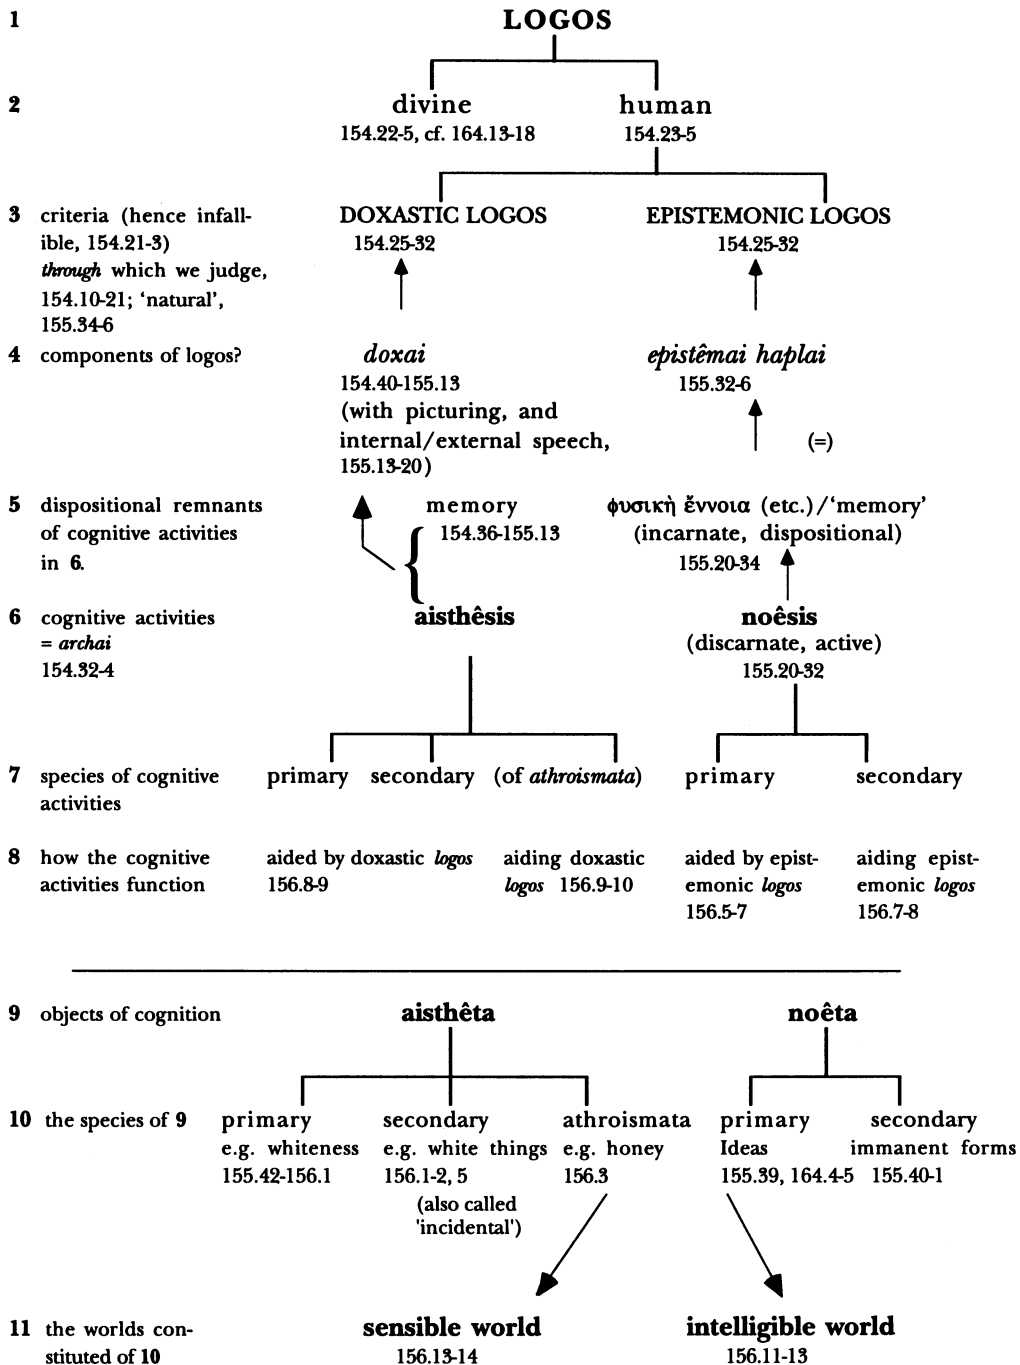 1 LOGOS
2 divine human
154.22-5, cf. 164.13-18 154.23-5
3 criteria (hence infall- DOXASTIC LOGOS EPISTEMONIC LOGOS
ible, 154.21-3) 154.25-32 154.25-32
through which we judge,
154.10-21; ‘natural’,
155.34-6
4 components of logos? doxai epistêmai haplai
154.40-155.13 155.32-6
(with picturing, and
internal/external speech, (=)
155.13-20)
5 dispositional remnants memory φυσικὴ ἔννοια (etc.)/‘memory’
of cognitive activities 154.36-155.13 (incarnate, dispositional)
in 6. 155.20-34
6 cognitive activities aisthêsis noêsis
= archai (discarnate, active)
154.32-4 155.20-32
7 species of cognitive primary secondary (of athroismata) primary secondary
activities
8 how the cognitive aided by doxastic logos aiding doxastic aided by epist- aiding epist-
activities function 156.8-9 logos 156.9-10 emonic logos emonic logos
156.5-7 156.7-8
9 objects of cognition aisthêta noêta
10 the species of 9 primary secondary athroismata primary secondary
e.g. whiteness e.g. white things e.g. honey Ideas immanent forms
155.42-156.1 156.1-2, 5 156.3 155.39, 164.4-5 155.40-1
(also called
'incidental')
11 the worlds con- sensible world intelligible world
stituted of 10 156.13-14 156.11-13